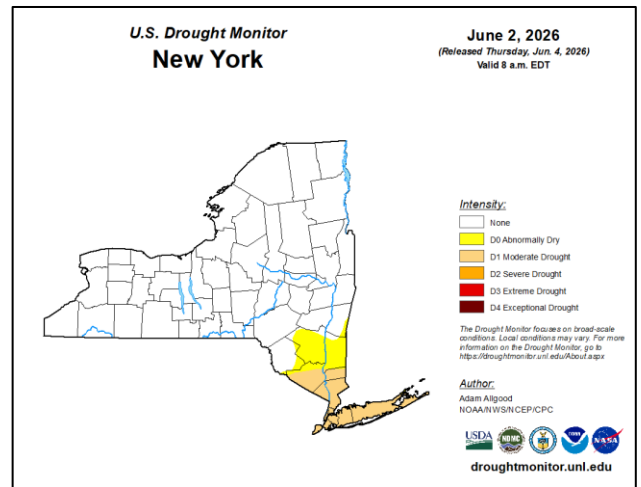 U.S. Drought Monitor
New York
June 2, 2026
(Released Thursday, Jun. 4, 2026)
Valid 8 a.m. EDT
Intensity:
None
D0 Abnormally Dry
D1 Moderate Drought
D2 Severe Drought
D3 Extreme Drought
D4 Exceptional Drought
The Drought Monitor focuses on broad-scale
conditions. Local conditions may vary. For more
information on the Drought Monitor, go to
https://droughtmonitor.unl.edu/About.aspx
Author:
Adam Allgood
NOAA/NWS/NCEP/CPC
USDA
NDMC
NOAA
NASA
droughtmonitor.unl.edu